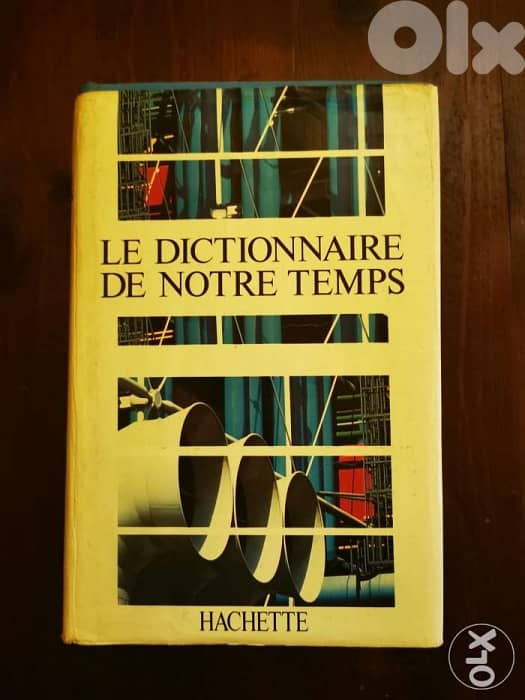 Olx
LE DICTIONNAIRE
DE NOTRE TEMPS
HACHETTE
OLX